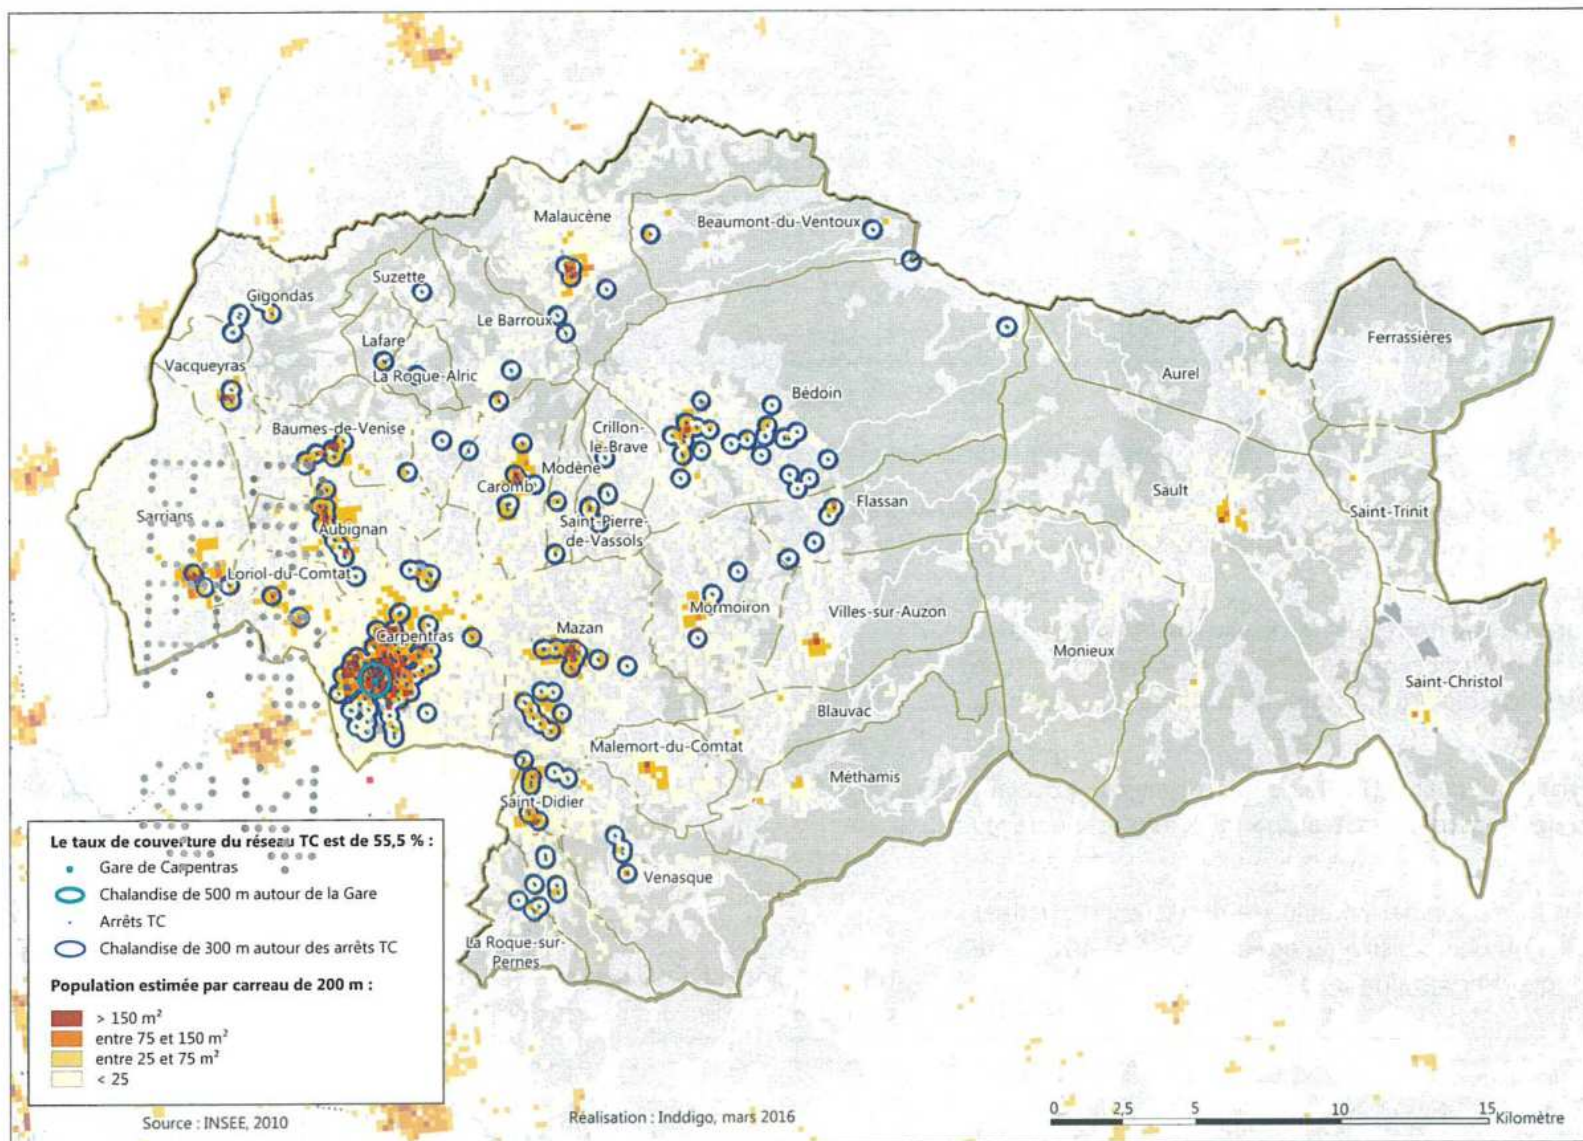 Malaucène
Beaumont-du-Ventoux
Suzette
Gigondas
Le Barroux
Ferrassières
Lafare
Vacqueyras
La Roque-Alric
Aurel
Bédoin
Baumes-de-Venise
Crillon-
le-Brave
Modène
Caromb
Sault
Flassan
Saint-Trinit
Sarrians
Aubignan
Saint-Pierre-
de-Vassols
Loriol-du-Comtat
Mormoiron
Villes-sur-Auzon
Carpentras
Mazan
Monieux
Saint-Christol
Blauvac
Malemort-du-Comtat
Méthamis
Saint-Didier
Venasque
La Roque-sur-
Pernes
Le taux de couverture du réseau TC est de 55,5 % :
Gare de Carpentras
Chalandise de 500 m autour de la Gare
Arrêts TC
Chalandise de 300 m autour des arrêts TC
Population estimée par carreau de 200 m :
> 150 m²
entre 75 et 150 m²
entre 25 et 75 m²
< 25
Source : INSEE, 2010
Réalisation : Inddigo, mars 2016
0 2,5 5 10 15
Kilomètre